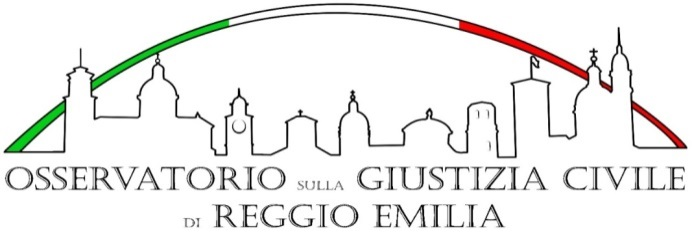 OSSERVATORIO SULLA GIUSTIZIA CIVILE
DI REGGIO EMILIA